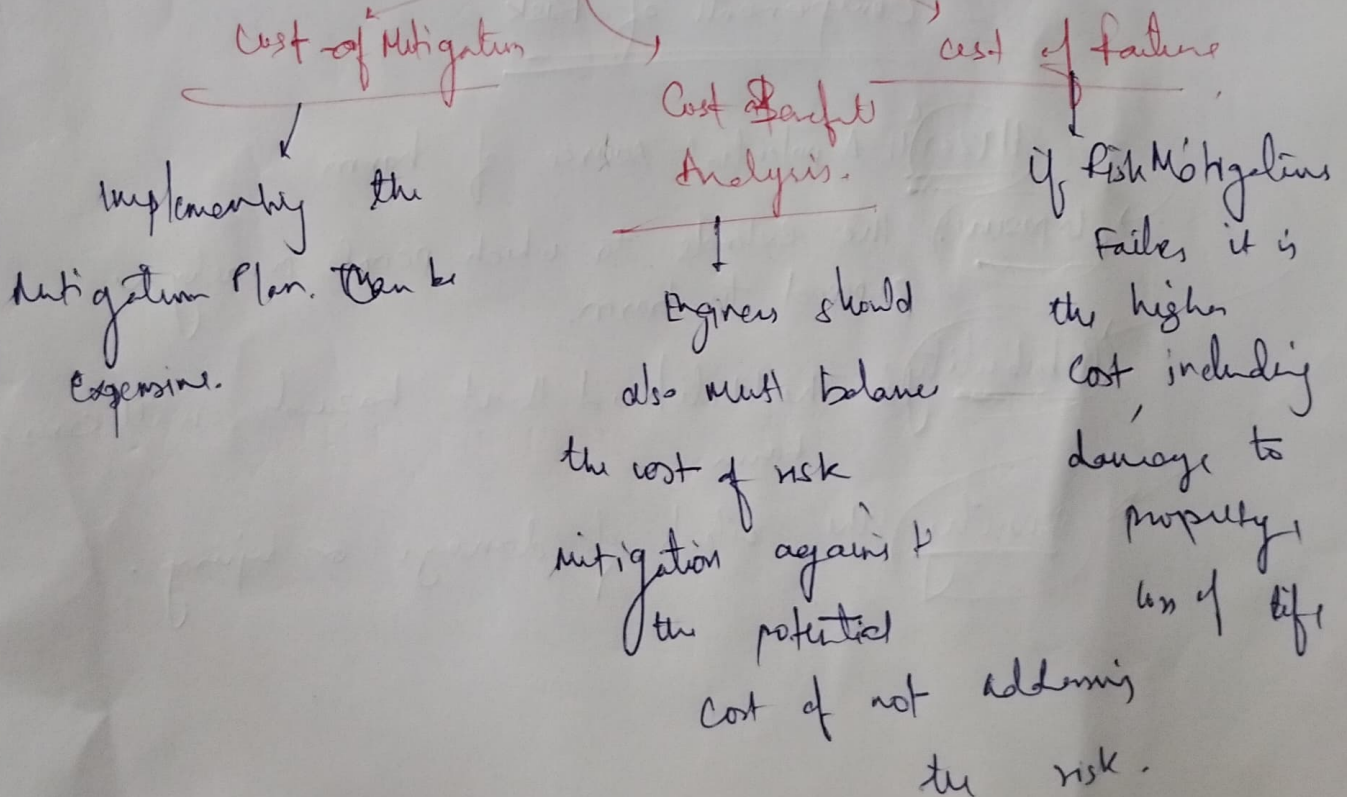 Cost of Mitigation
Implementing the
Mitigation Plan. Can be
Expensive.
Cost Benefit
Analysis.
Engineers should
also must balance
the cost of risk
mitigation against
the potential
cost of not addressing
the risk.
cost of failure
if Risk Mitigations
Failes it is
the higher
cost including
damage to
property,
loss of life